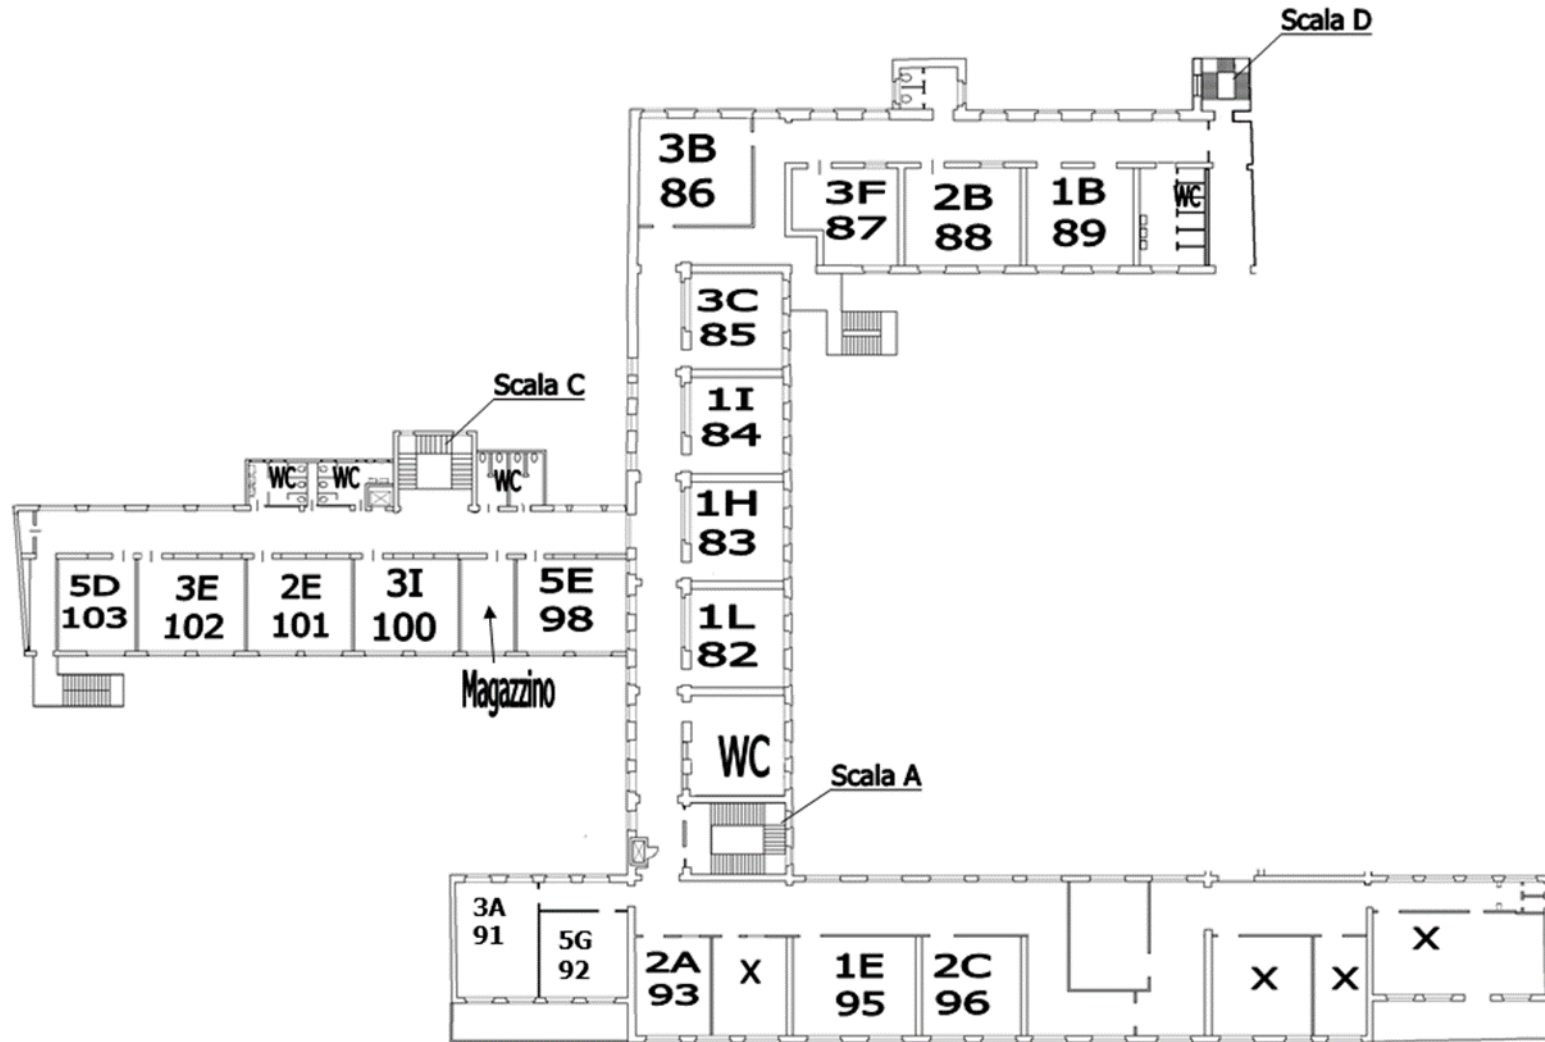 Scala D
3B
86
3F
87
2B
88
1B
89
WC
3C
85
Scala C
1I
84
WC
WC
WC
1H
83
5D
103
3E
102
2E
101
3I
100
5E
98
1L
82
Magazzino
WC
Scala A
3A
91
5G
92
2A
93
X
1E
95
2C
96
X
X
X